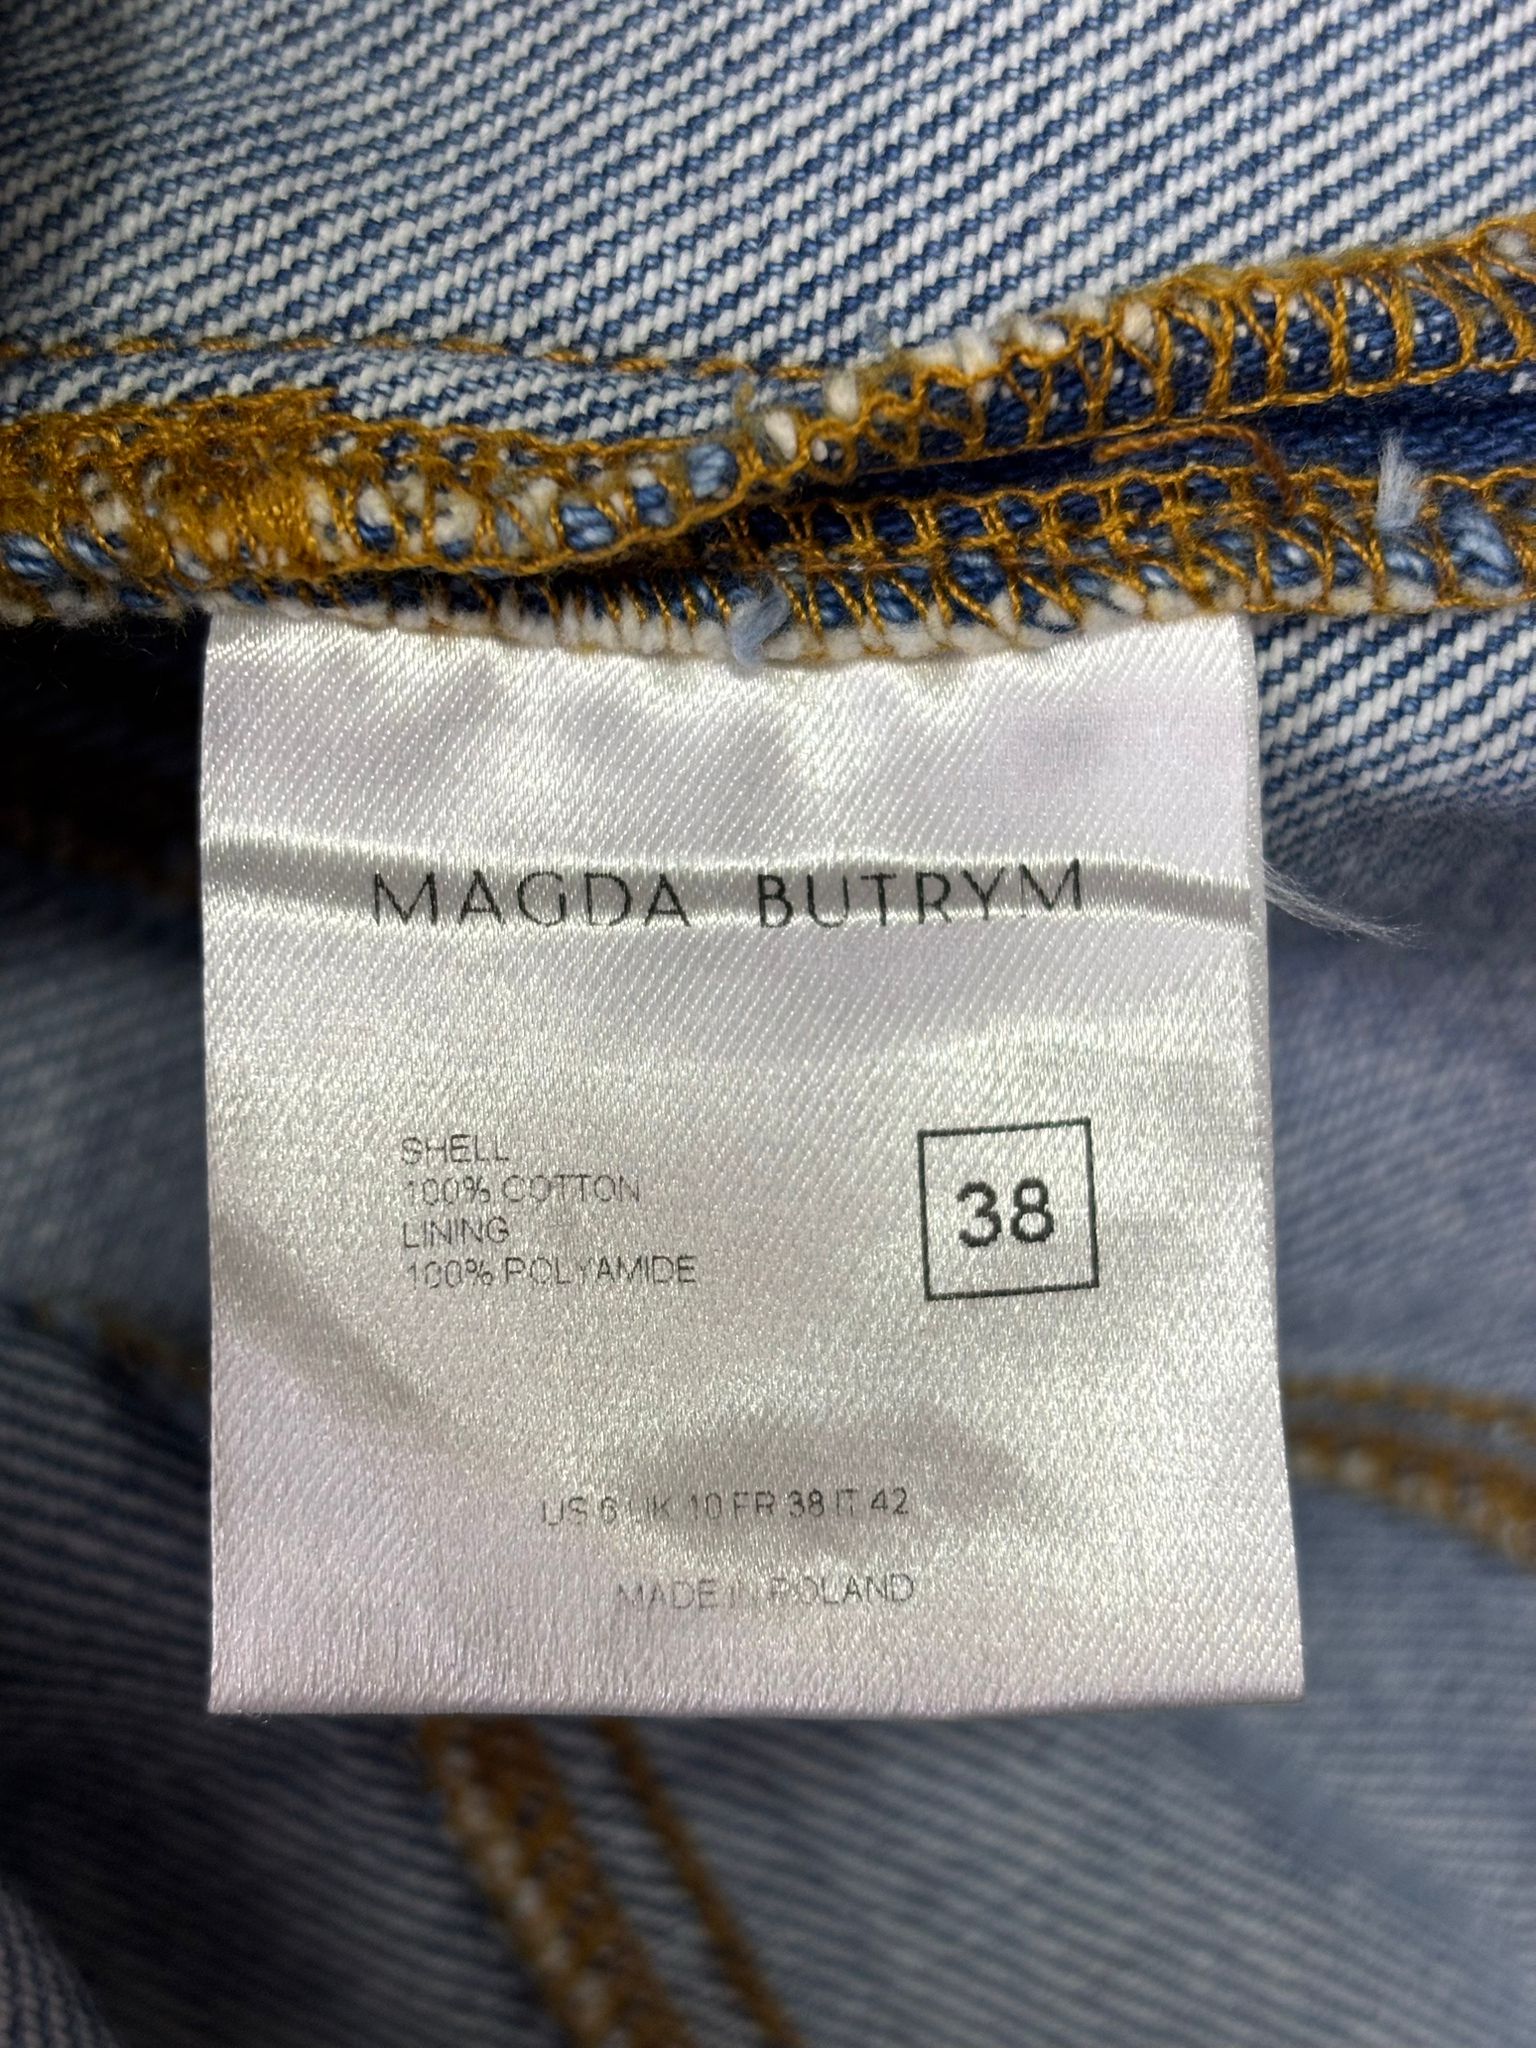 MAGDA BUTRYM
SHELL
100% COTTON
LINING
100% POLYAMIDE
38
US 6 UK 10 FR 38 IT 42
MADE IN POLAND